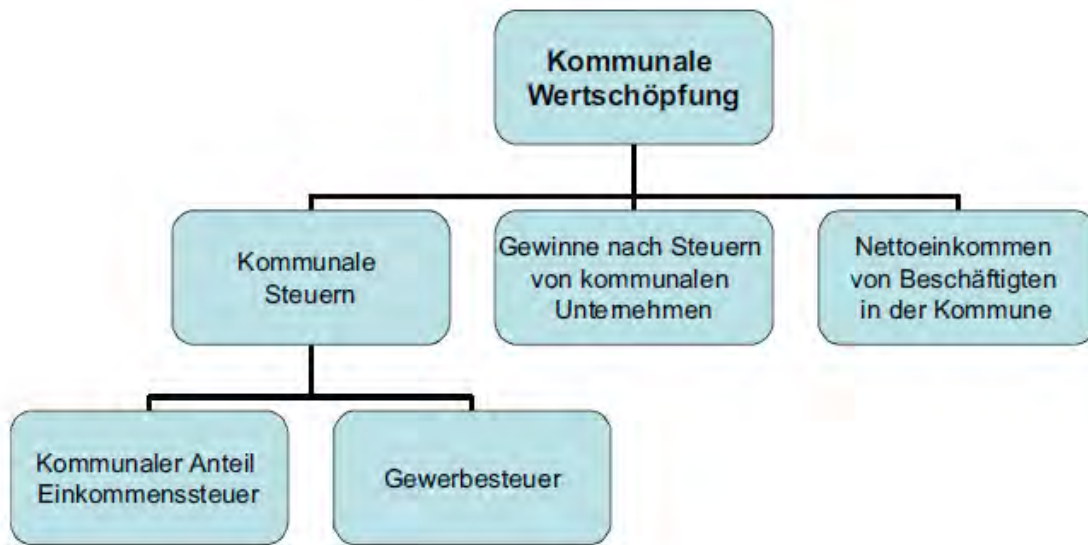 Kommunale
Wertschöpfung
Kommunale
Steuern
Gewinne nach Steuern
von kommunalen
Unternehmen
Nettoeinkommen
von Beschäftigten
in der Kommune
Kommunaler Anteil
Einkommenssteuer
Gewerbesteuer